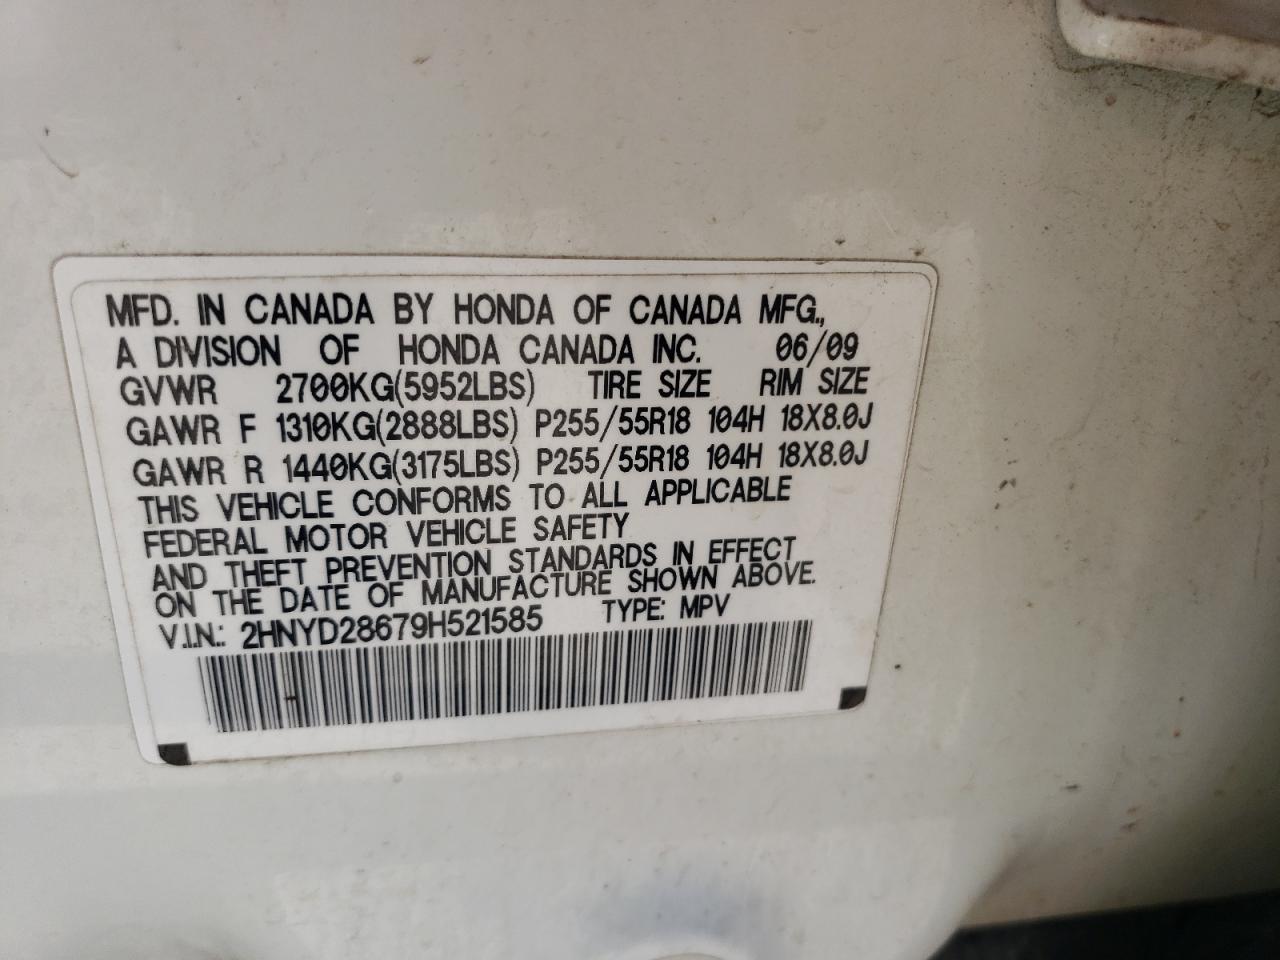 MFD. IN CANADA BY HONDA OF CANADA MFG.,
A DIVISION OF HONDA CANADA INC. 06/09
GVWR 2700KG(5952LBS) TIRE SIZE RIM SIZE
GAWR F 1310KG(2888LBS) P255/55R18 104H 18X8.0J
GAWR R 1440KG(3175LBS) P255/55R18 104H 18X8.0J
THIS VEHICLE CONFORMS TO ALL APPLICABLE
FEDERAL MOTOR VEHICLE SAFETY
AND THEFT PREVENTION STANDARDS IN EFFECT
ON THE DATE OF MANUFACTURE SHOWN ABOVE.
V.I.N.: 2HNYD28679H521585 TYPE: MPV